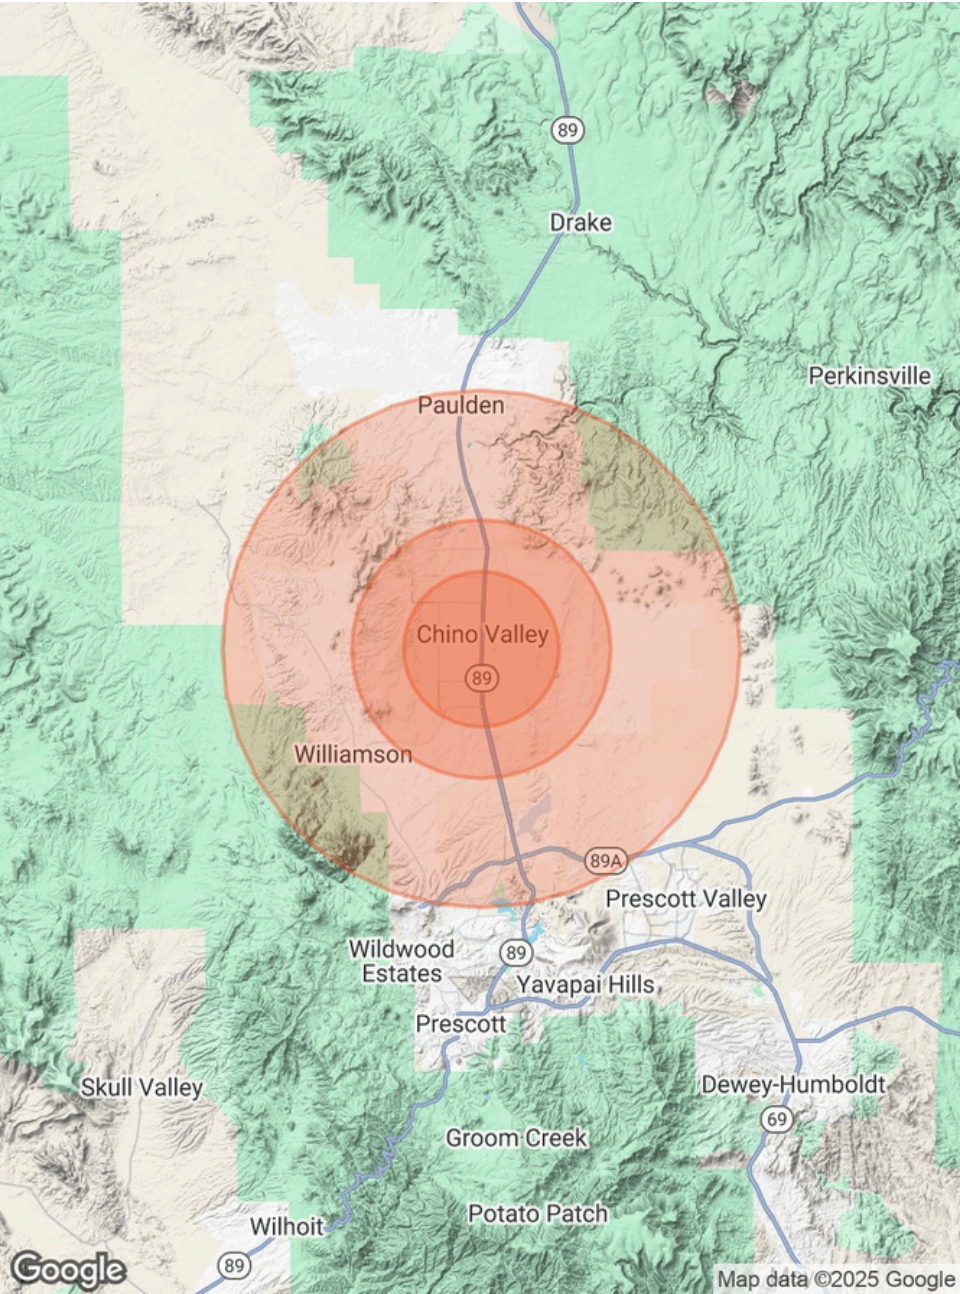 89
Drake
Perkinsville
Paulden
Chino Valley
89
Williamson
89A
Prescott Valley
Wildwood
Estates
89
Yavapai Hills
Prescott
Skull Valley
Dewey-Humboldt
69
Groom Creek
Potato Patch
Wilhoit
89
Google
Map data ©2025 Google